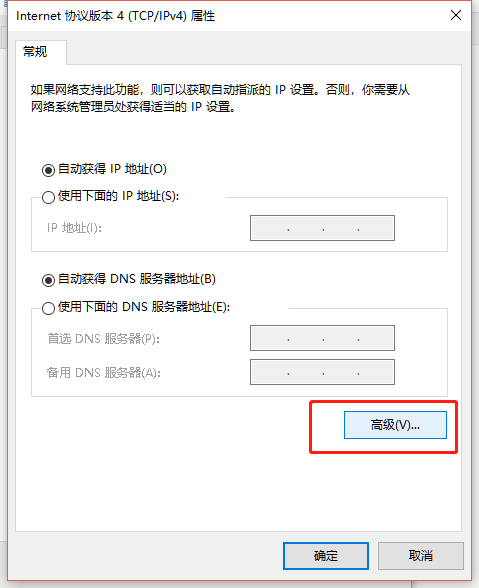 Internet 协议版本 4 (TCP/IPv4) 属性
常规
如果网络支持此功能，则可以获取自动指派的 IP 设置。否则，你需要从
网络系统管理员处获得适当的 IP 设置。
自动获得 IP 地址(O)
使用下面的 IP 地址(S):
IP 地址(I):
自动获得 DNS 服务器地址(B)
使用下面的 DNS 服务器地址(E):
首选 DNS 服务器(P):
备用 DNS 服务器(A):
高级(V)...
确定
取消